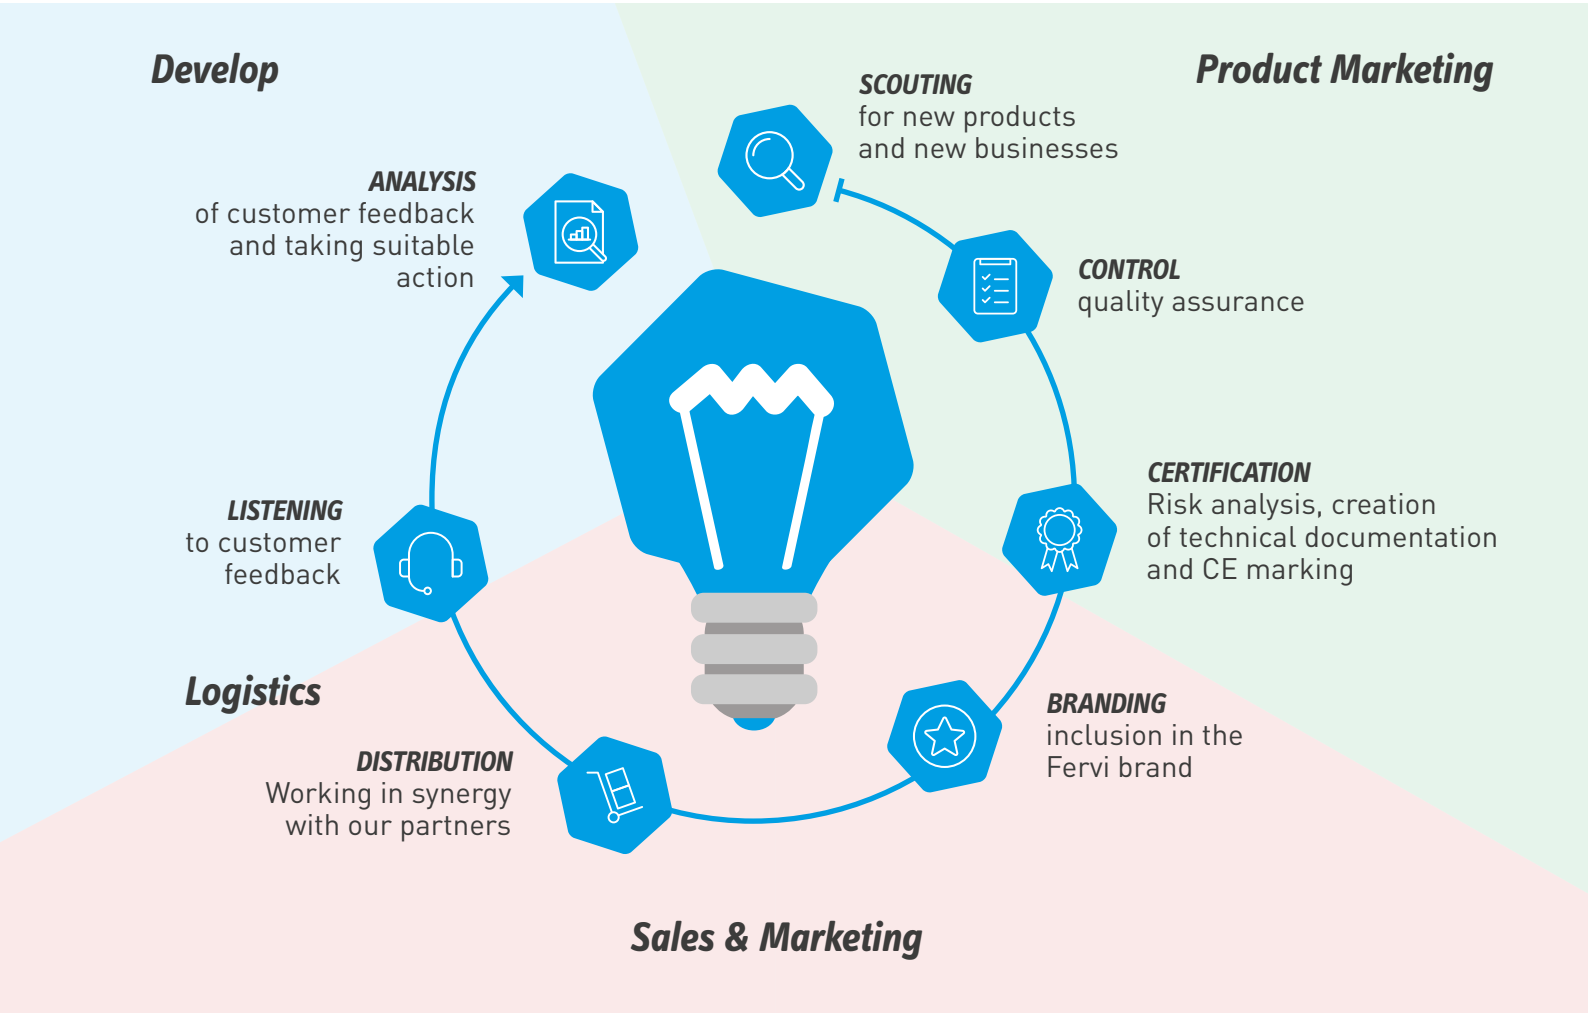 Develop
Product Marketing
SCOUTING
for new products
and new businesses
CONTROL
quality assurance
CERTIFICATION
Risk analysis, creation
of technical documentation
and CE marking
BRANDING
inclusion in the
Fervi brand
Sales & Marketing
DISTRIBUTION
Working in synergy
with our partners
Logistics
LISTENING
to customer
feedback
ANALYSIS
of customer feedback
and taking suitable
action